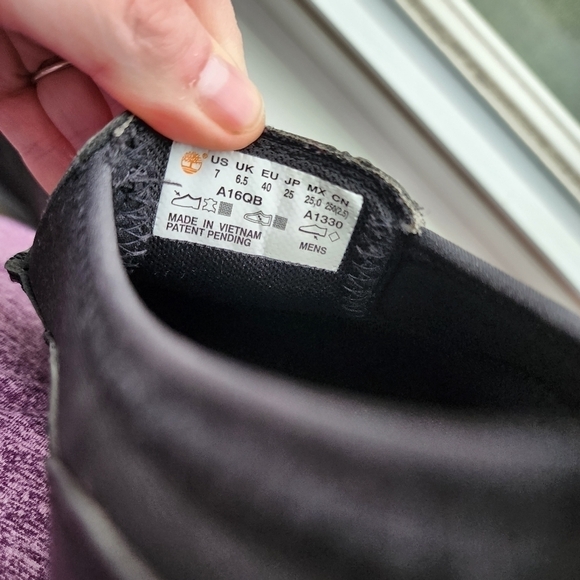 US UK EU JP MX CN
7 6.5 40 25 25,0 250(2.5)
A16QB A1330
MADE IN VIETNAM
PATENT PENDING MENS